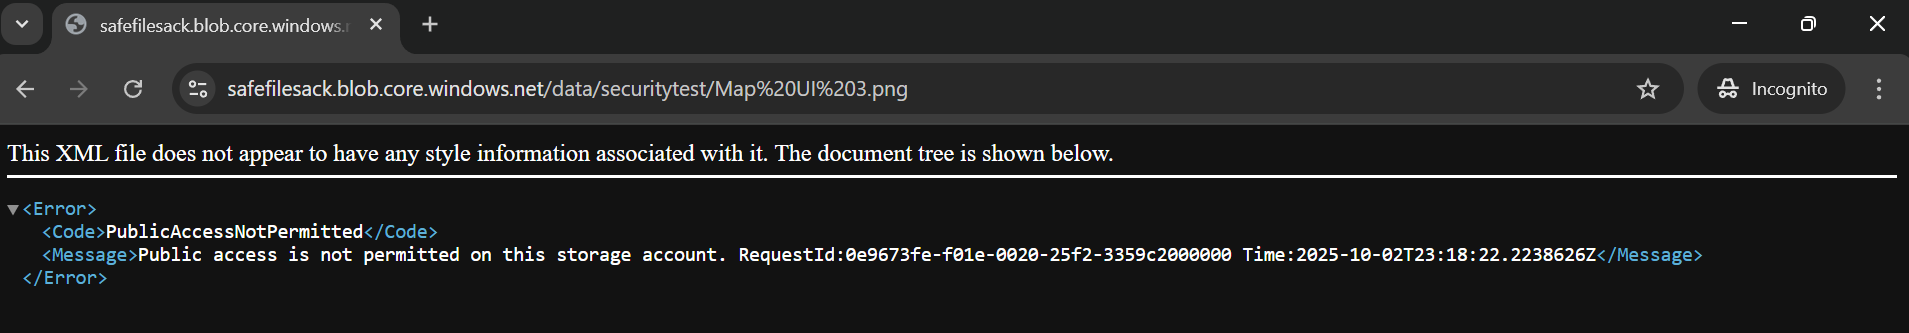 safefilesack.blob.core.windows.
safefilesack.blob.core.windows.net/data/securitytest/Map%20UI%203.png
Incognito
This XML file does not appear to have any style information associated with it. The document tree is shown below.
▼<Error>
<Code>PublicAccessNotPermitted</Code>
<Message>Public access is not permitted on this storage account. RequestId:0e9673fe-f01e-0020-25f2-3359c2000000 Time:2025-10-02T23:18:22.2238626Z</Message>
</Error>